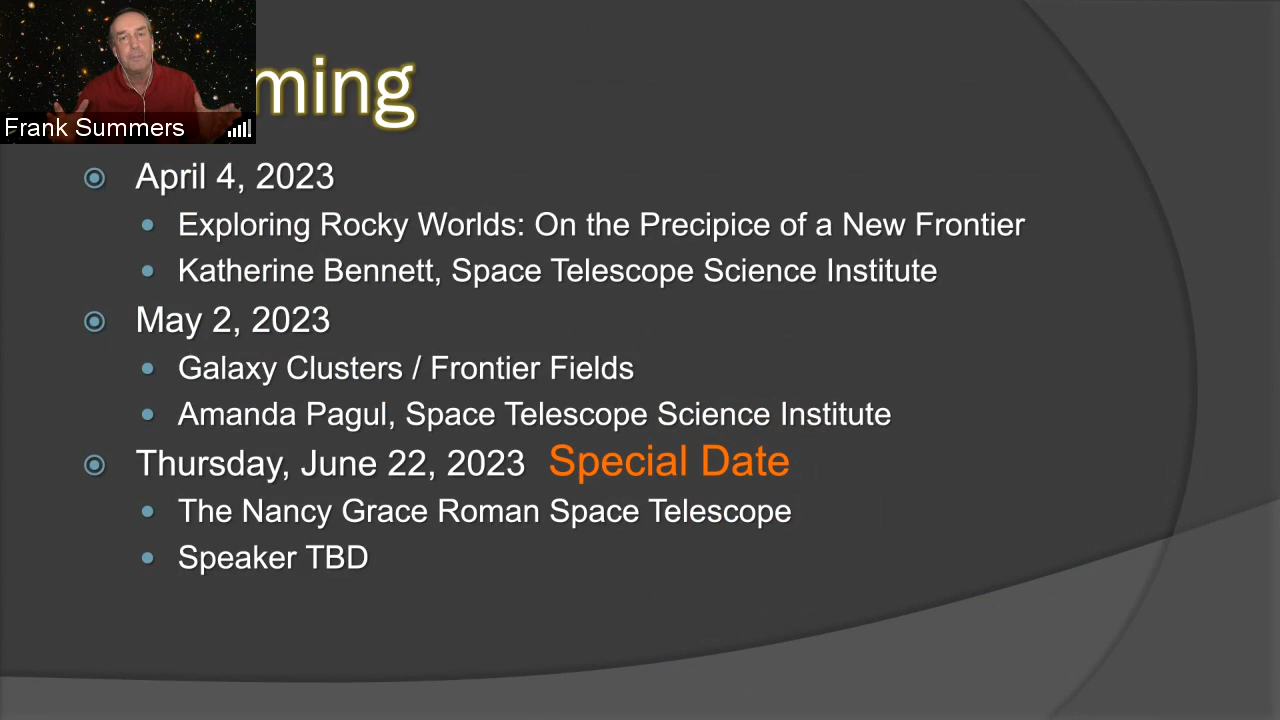 ming
Frank Summers
April 4, 2023
Exploring Rocky Worlds: On the Precipice of a New Frontier
Katherine Bennett, Space Telescope Science Institute
May 2, 2023
Galaxy Clusters / Frontier Fields
Amanda Pagul, Space Telescope Science Institute
Thursday, June 22, 2023 Special Date
The Nancy Grace Roman Space Telescope
Speaker TBD